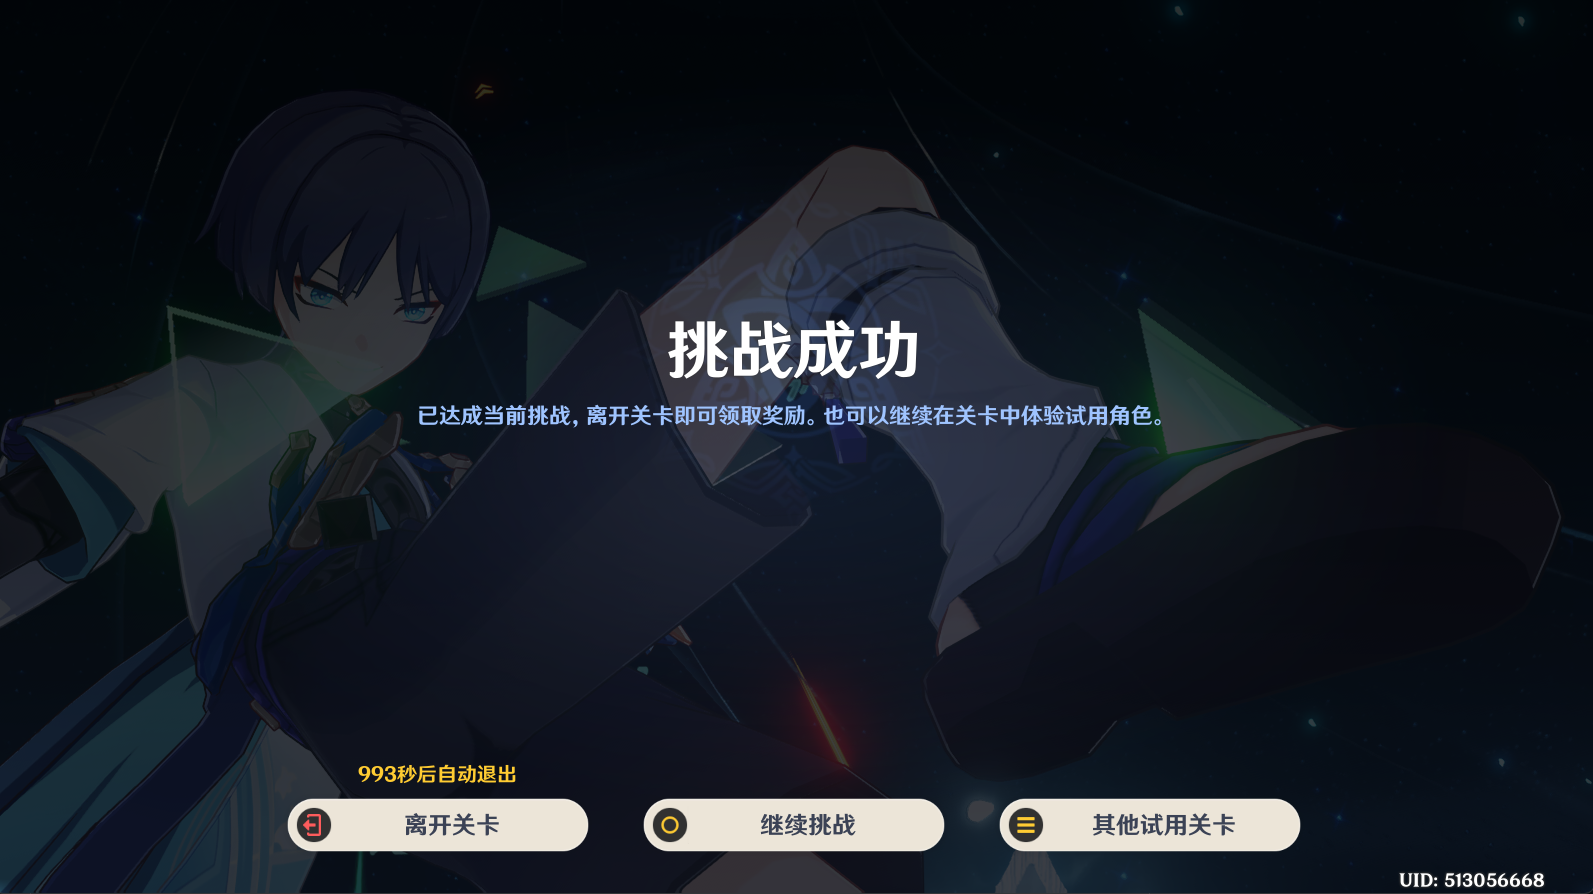 挑战成功
已达成当前挑战，离开关卡即可领取奖励。也可以继续在关卡中体验试用角色。
993秒后自动退出
离开关卡
继续挑战
其他试用关卡
UID: 513056668